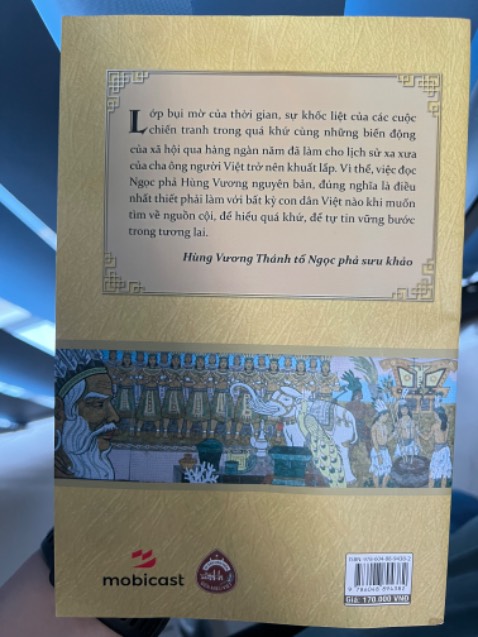 Lớp bụi mờ của thời gian, sự khốc liệt của các cuộc
chiến tranh trong quá khứ cùng những biến động
của xã hội qua hàng ngàn năm đã làm cho lịch sử xa xưa
của cha ông người Việt trở nên khuất lấp. Vì thế, việc đọc
Ngọc phả Hùng Vương nguyên bản, đúng nghĩa là điều
nhất thiết phải làm với bất kỳ con dân Việt nào khi muốn
tìm về nguồn cội, để hiểu quá khứ, để tự tin vững bước
trong tương lai.
Hùng Vương Thánh tổ Ngọc phả sưu khảo
mobicast
Giá: 170.000 VNĐ